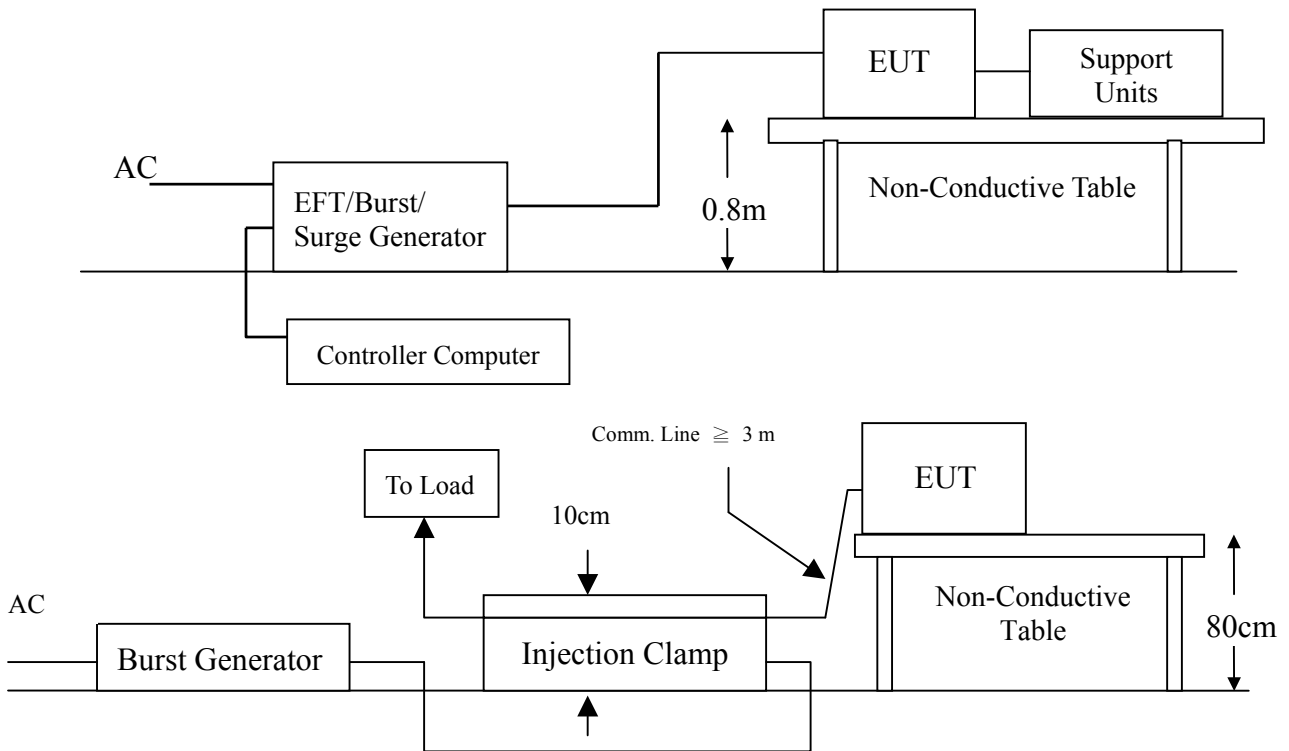 EUT
Support
Units
AC
EFT/Burst/
Surge Generator
0.8m
Non-Conductive Table
Controller Computer
Comm. Line ≧ 3 m
To Load
10cm
EUT
AC
Burst Generator
Injection Clamp
Non-Conductive
Table
80cm